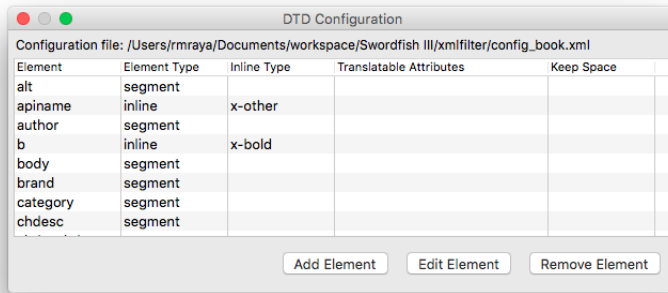 DTD Configuration
Configuration file: /Users/rmraya/Documents/workspace/Swordfish III/xmlfilter/config_book.xml
Element Element Type Inline Type Translatable Attributes Keep Space
alt segment
apiname inline x-other
author segment
b inline x-bold
body segment
brand segment
category segment
chdesc segment
Add Element Edit Element Remove Element